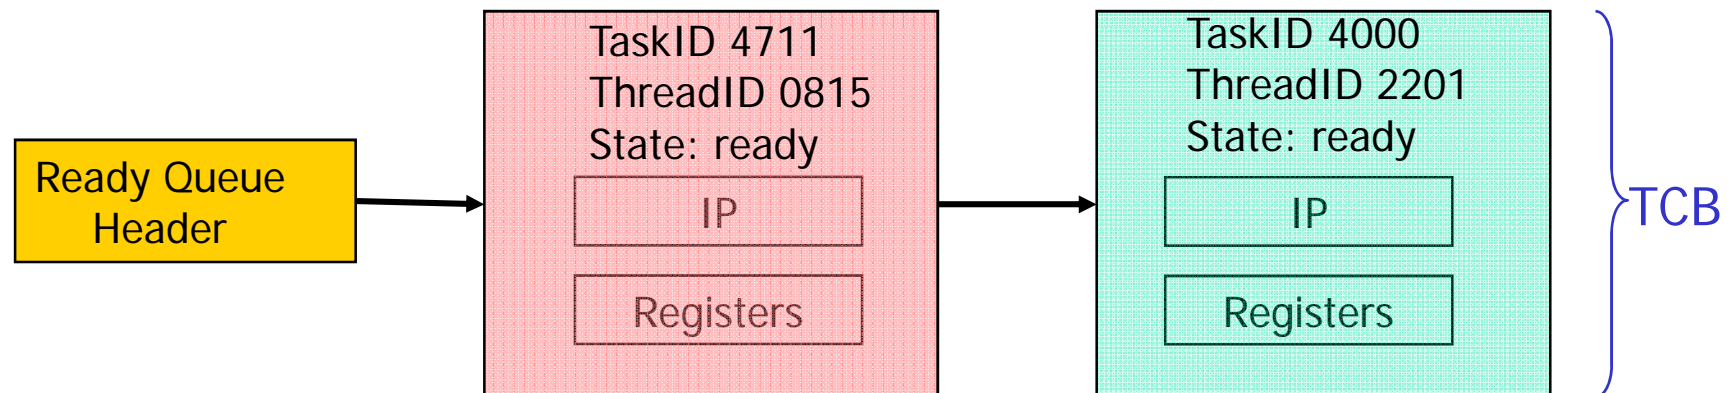 Ready Queue
Header
TaskID 4711
ThreadID 0815
State: ready
IP
Registers
TaskID 4000
ThreadID 2201
State: ready
IP
Registers
TCB